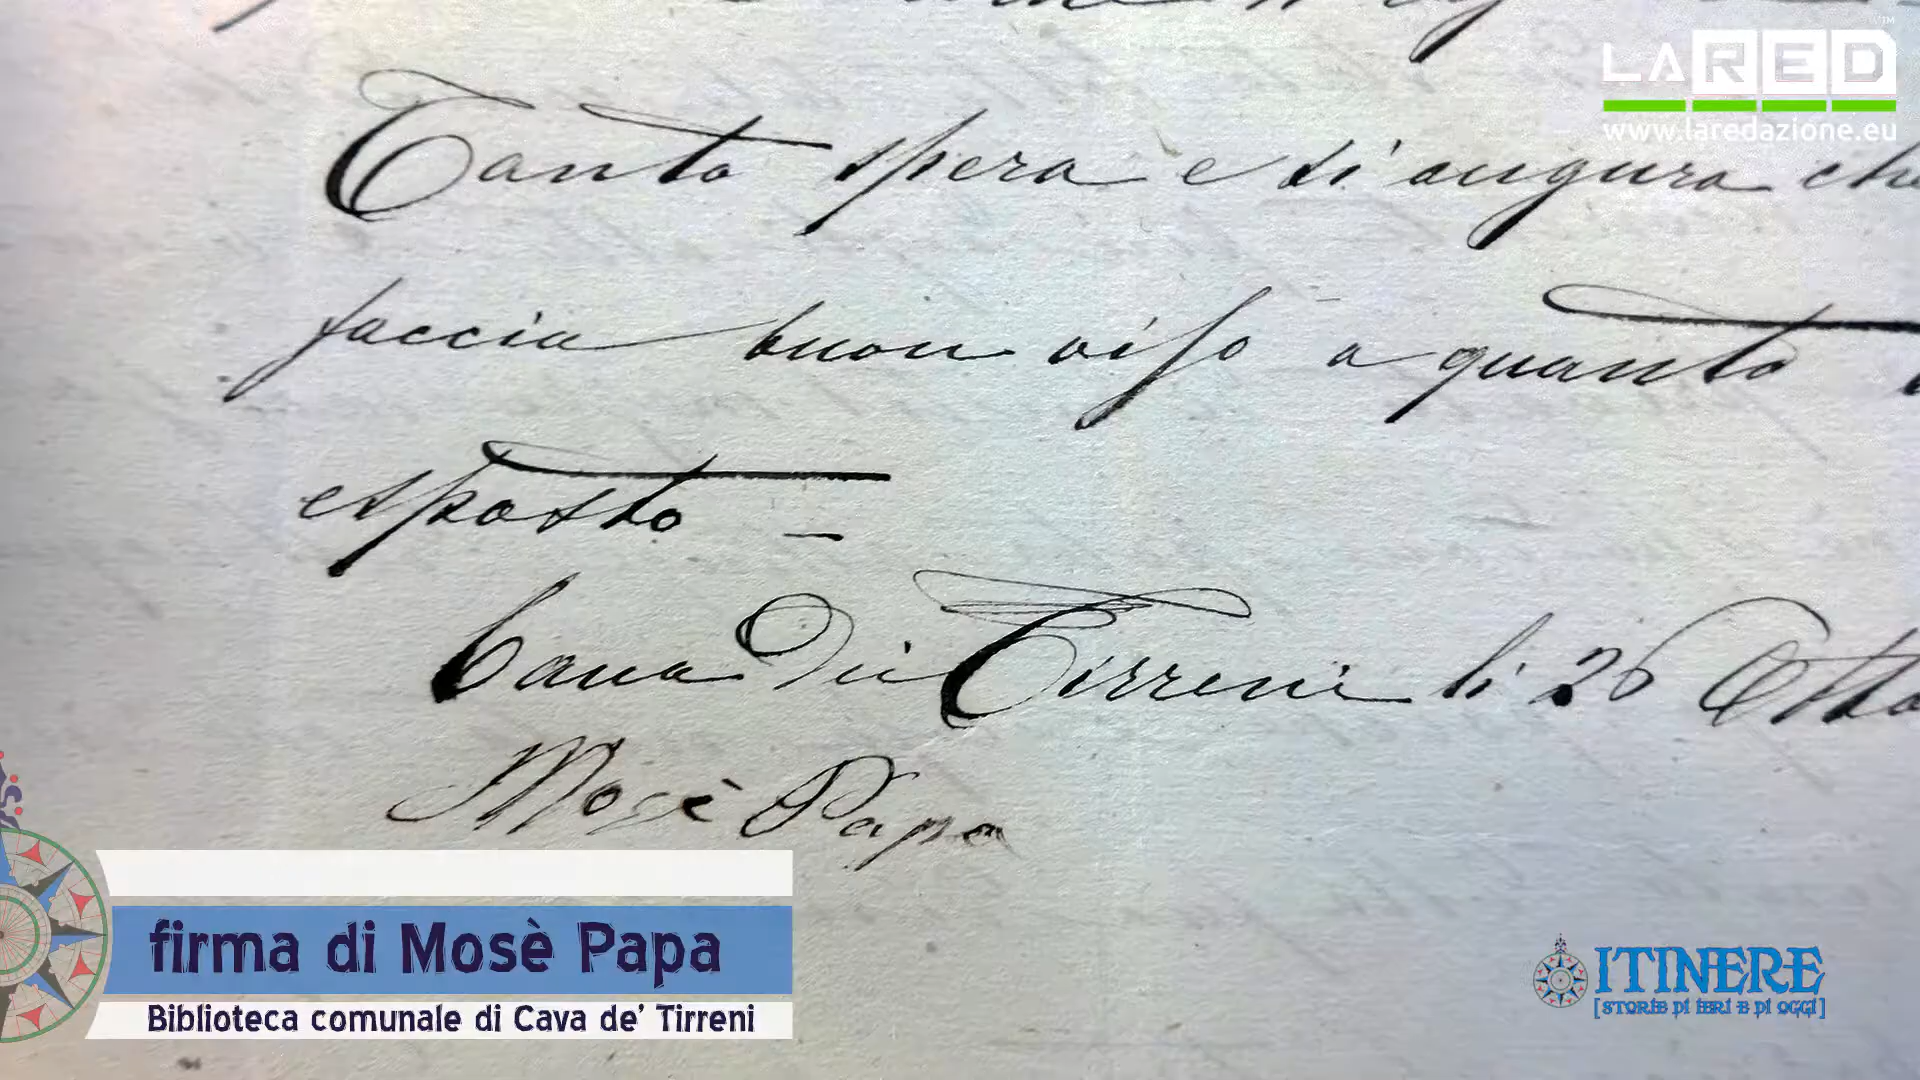 LARED
www.laredazione.eu
Tanto spera e si augura che
faccia buon viso a quanto
esposto –
Cava dei Tirreni li 26 Otto
Mosè Papa
firma di Mosè Papa
Biblioteca comunale di Cava de' Tirreni
ITINERE
[STORIE DI IERI E DI OGGI]